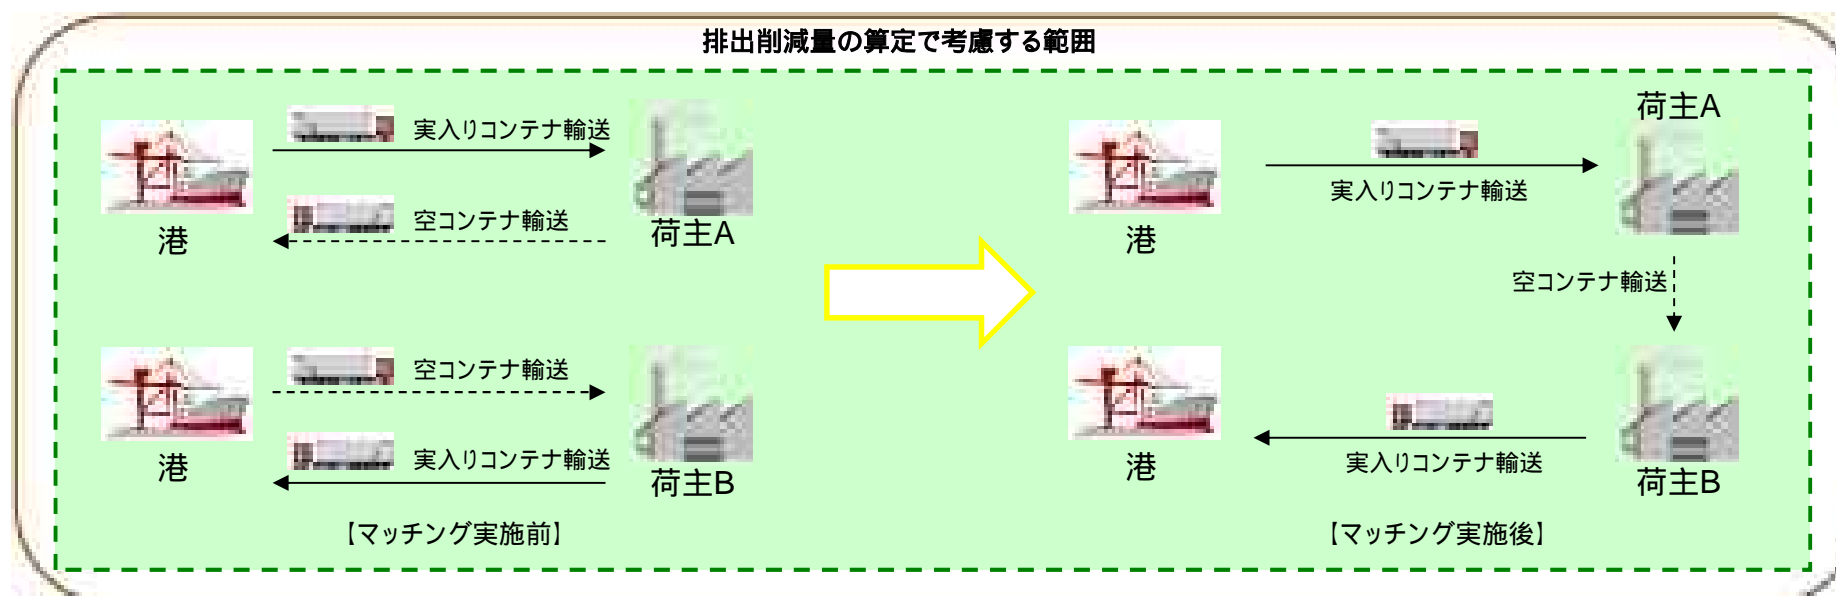 排出削減量の算定で考慮する範囲
実入りコンテナ輸送
空コンテナ輸送
港
荷主A
空コンテナ輸送
実入りコンテナ輸送
港
荷主B
【マッチング実施前】
荷主A
実入りコンテナ輸送
港
空コンテナ輸送
実入りコンテナ輸送
港
荷主B
【マッチング実施後】